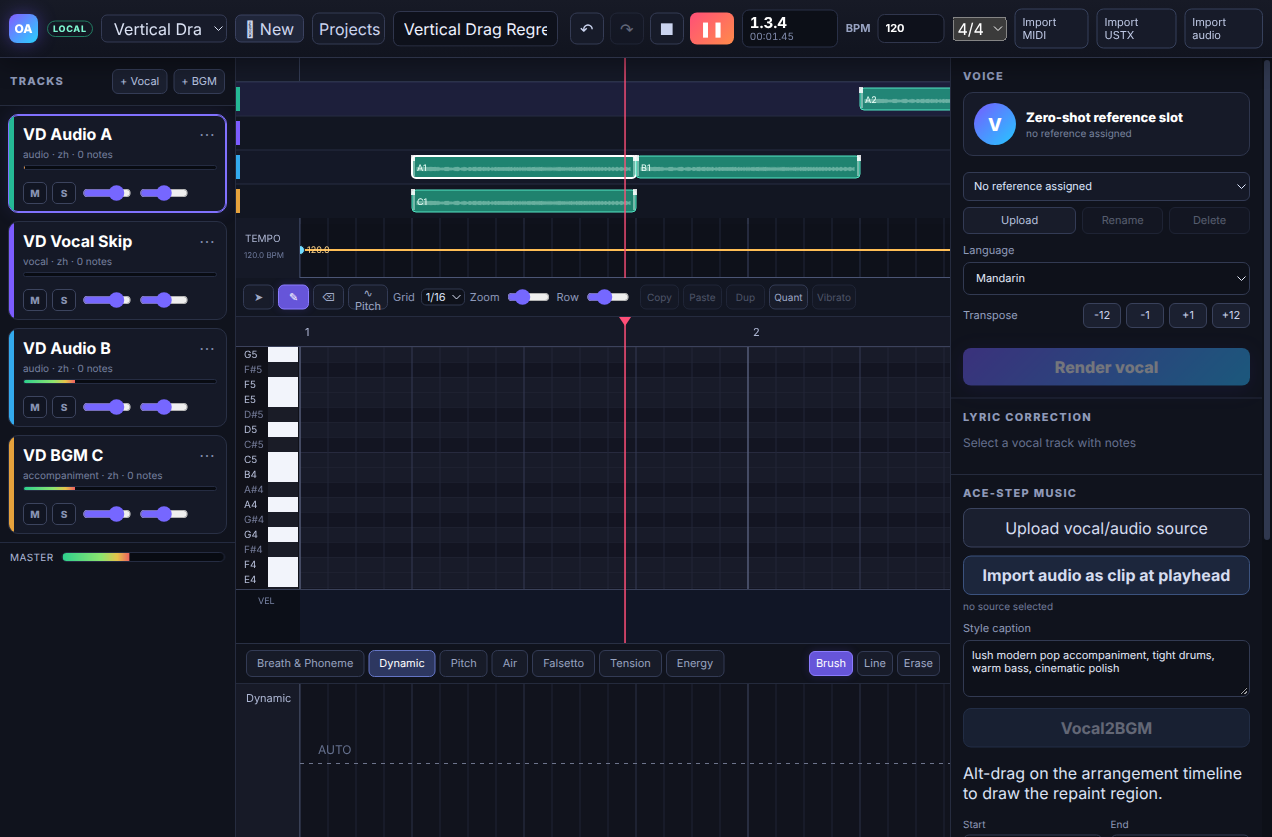 OA LOCAL Vertical Dra New Projects Vertical Drag Regre 1.3.4 00:01.45 BPM 120 4/4 Import MIDI Import USTX Import audio
TRACKS + Vocal + BGM
VD Audio A ...
audio · zh · 0 notes
M S
VD Vocal Skip ...
vocal · zh · 0 notes
M S
VD Audio B ...
audio · zh · 0 notes
M S
VD BGM C ...
accompaniment · zh · 0 notes
M S
MASTER
A2
A1 B1
C1
TEMPO
120.0 BPM
120.0
Pitch Grid 1/16 Zoom Row Copy Paste Dup Quant Vibrato
1 2
G5
F#5
F5
E5
D#5
D5
C#5
C5
B4
A#4
A4
G#4
G4
F#4
F4
E4
VEL
Breath & Phoneme Dynamic Pitch Air Falsetto Tension Energy Brush Line Erase
Dynamic
AUTO
VOICE
V Zero-shot reference slot
no reference assigned
No reference assigned
Upload Rename Delete
Language
Mandarin
Transpose -12 -1 +1 +12
Render vocal
LYRIC CORRECTION
Select a vocal track with notes
ACE-STEP MUSIC
Upload vocal/audio source
Import audio as clip at playhead
no source selected
Style caption
lush modern pop accompaniment, tight drums,
warm bass, cinematic polish
Vocal2BGM
Alt-drag on the arrangement timeline
to draw the repaint region.
Start End